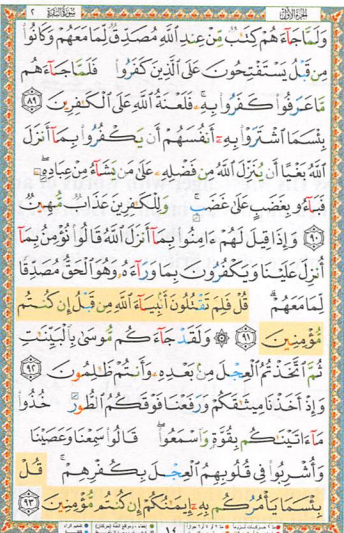 الجزء الأول سورة البقرة ٢
وَلَمَّا جَآءَهُمْ كِتَٰبٌ مِّنْ عِندِ ٱللَّهِ مُصَدِّقٌ لِّمَا مَعَهُمْ وَكَانُوا۟
مِن قَبْلُ يَسْتَفْتِحُونَ عَلَى ٱلَّذِينَ كَفَرُوا۟ فَلَمَّا جَآءَهُم
مَّا عَرَفُوا۟ كَفَرُوا۟ بِهِۦ ۚ فَلَعْنَةُ ٱللَّهِ عَلَى ٱلْكَٰفِرِينَ ٨٩
بِئْسَمَا ٱشْتَرَوْا۟ بِهِۦٓ أَنفُسَهُمْ أَن يَكْفُرُوا۟ بِمَآ أَنزَلَ
ٱللَّهُ بَغْيًا أَن يُنَزِّلَ ٱللَّهُ مِن فَضْلِهِۦ عَلَىٰ مَن يَشَآءُ مِنْ عِبَادِهِۦ ۖ
فَبَآءُو بِغَضَبٍ عَلَىٰ غَضَبٍ ۚ وَلِلْكَٰفِرِينَ عَذَابٌ مُّهِينٌ
٩٠ وَإِذَا قِيلَ لَهُمْ ءَامِنُوا۟ بِمَآ أَنزَلَ ٱللَّهُ قَالُوا۟ نُؤْمِنُ بِمَآ
أُنزِلَ عَلَيْنَا وَيَكْفُرُونَ بِمَا وَرَآءَهُۥ وَهُوَ ٱلْحَقُّ مُصَدِّقًا
لِّمَا مَعَهُمْ ۗ قُلْ فَلِمَ تَقْتُلُونَ أَنۢبِيَآءَ ٱللَّهِ مِن قَبْلُ إِن كُنتُم
مُّؤْمِنِينَ ٩١ ۞ وَلَقَدْ جَآءَكُم مُّوسَىٰ بِٱلْبَيِّنَٰتِ
ثُمَّ ٱتَّخَذْتُمُ ٱلْعِجْلَ مِنۢ بَعْدِهِۦ وَأَنتُمْ ظَٰلِمُونَ ٩٢
وَإِذْ أَخَذْنَا مِيثَٰقَكُمْ وَرَفَعْنَا فَوْقَكُمُ ٱلطُّورَ خُذُوا۟
مَآ ءَاتَيْنَٰكُم بِقُوَّةٍ وَٱسْمَعُوا۟ ۖ قَالُوا۟ سَمِعْنَا وَعَصَيْنَا
وَأُشْرِبُوا۟ فِى قُلُوبِهِمُ ٱلْعِجْلَ بِكُفْرِهِمْ ۚ قُلْ
بِئْسَمَا يَأْمُرُكُم بِهِۦٓ إِيمَٰنُكُمْ إِن كُنتُم مُّؤْمِنِينَ ٩٣
١٤